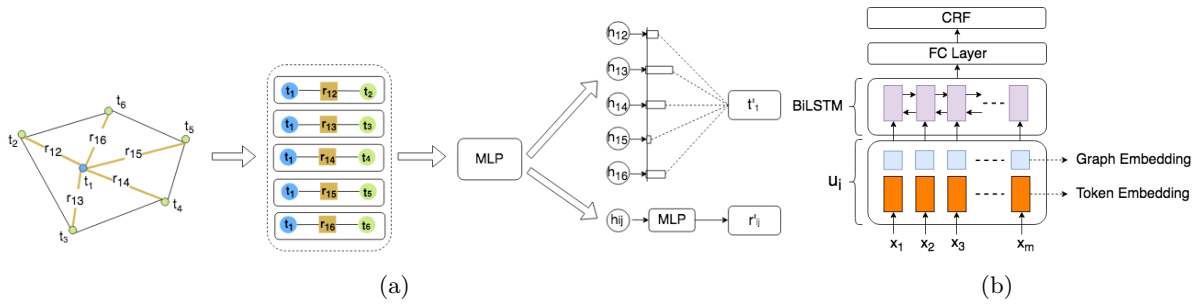 t6
t2
t5
r12
r16
r15
t1
r14
r13
t4
t3
t1 r12 t2
t1 r13 t3
t1 r14 t4
t1 r15 t5
t1 r16 t6
MLP
h12
h13
h14
h15
h16
t'1
hij
MLP
r'ij
(a)
CRF
FC Layer
BiLSTM
ui
Graph Embedding
Token Embedding
x1 x2 x3 xm
(b)